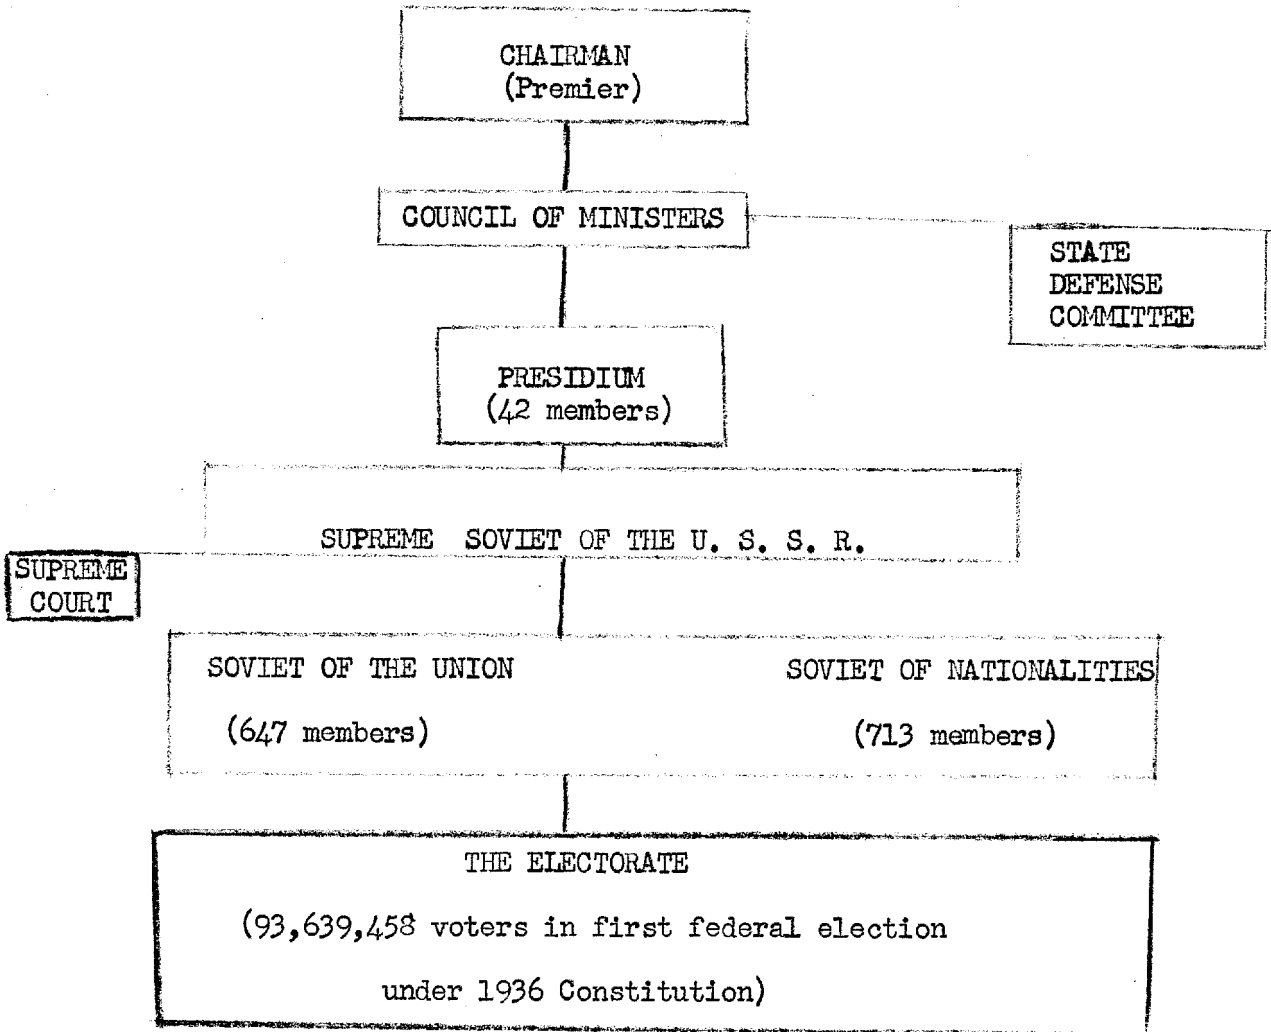 CHAIRMAN
(Premier)
COUNCIL OF MINISTERS
STATE
DEFENSE
COMMITTEE
PRESIDIUM
(42 members)
SUPREME SOVIET OF THE U. S. S. R.
SUPREME
COURT
SOVIET OF THE UNION
SOVIET OF NATIONALITIES
(647 members)
(713 members)
THE ELECTORATE
(93,639,458 voters in first federal election
under 1936 Constitution)